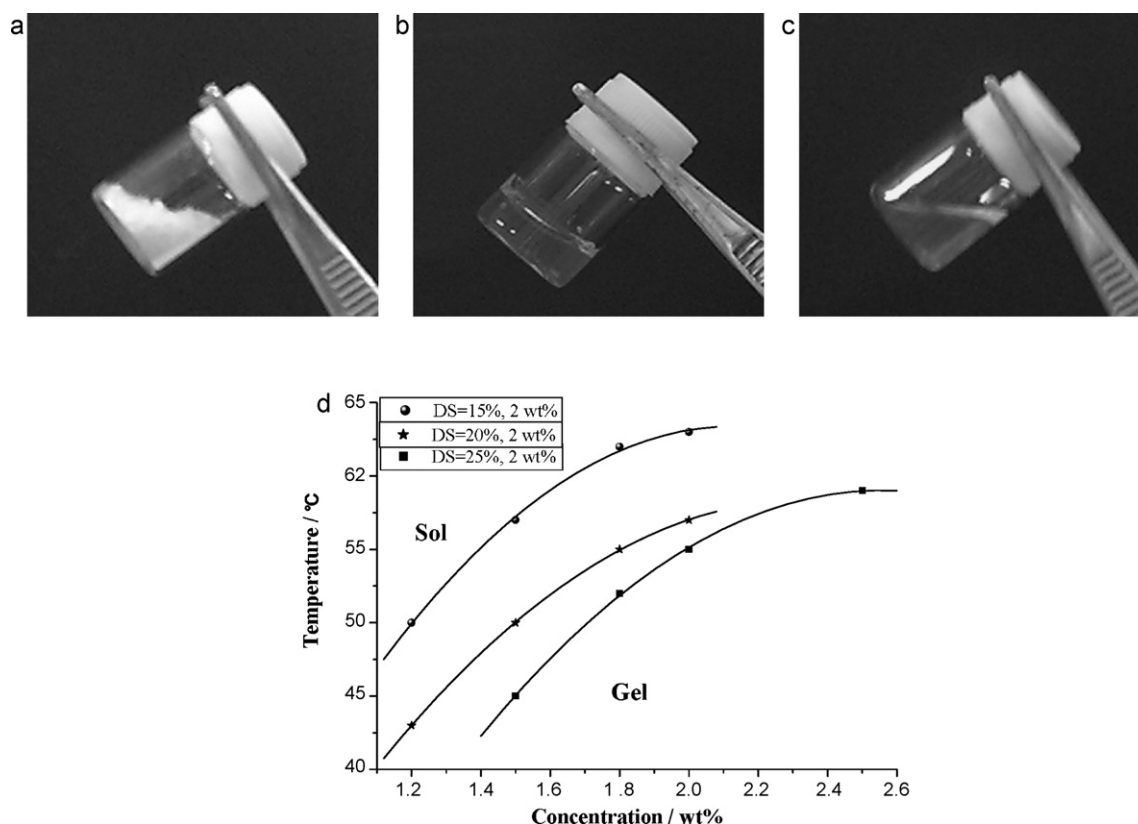 a
b
c
d
DS=15%, 2 wt%
DS=20%, 2 wt%
DS=25%, 2 wt%
Sol
Gel
Temperature / °C
65
62
55
50
45
40
1.2 1.4 1.6 1.8 2.0 2.2 2.4 2.6
Concentration / wt%